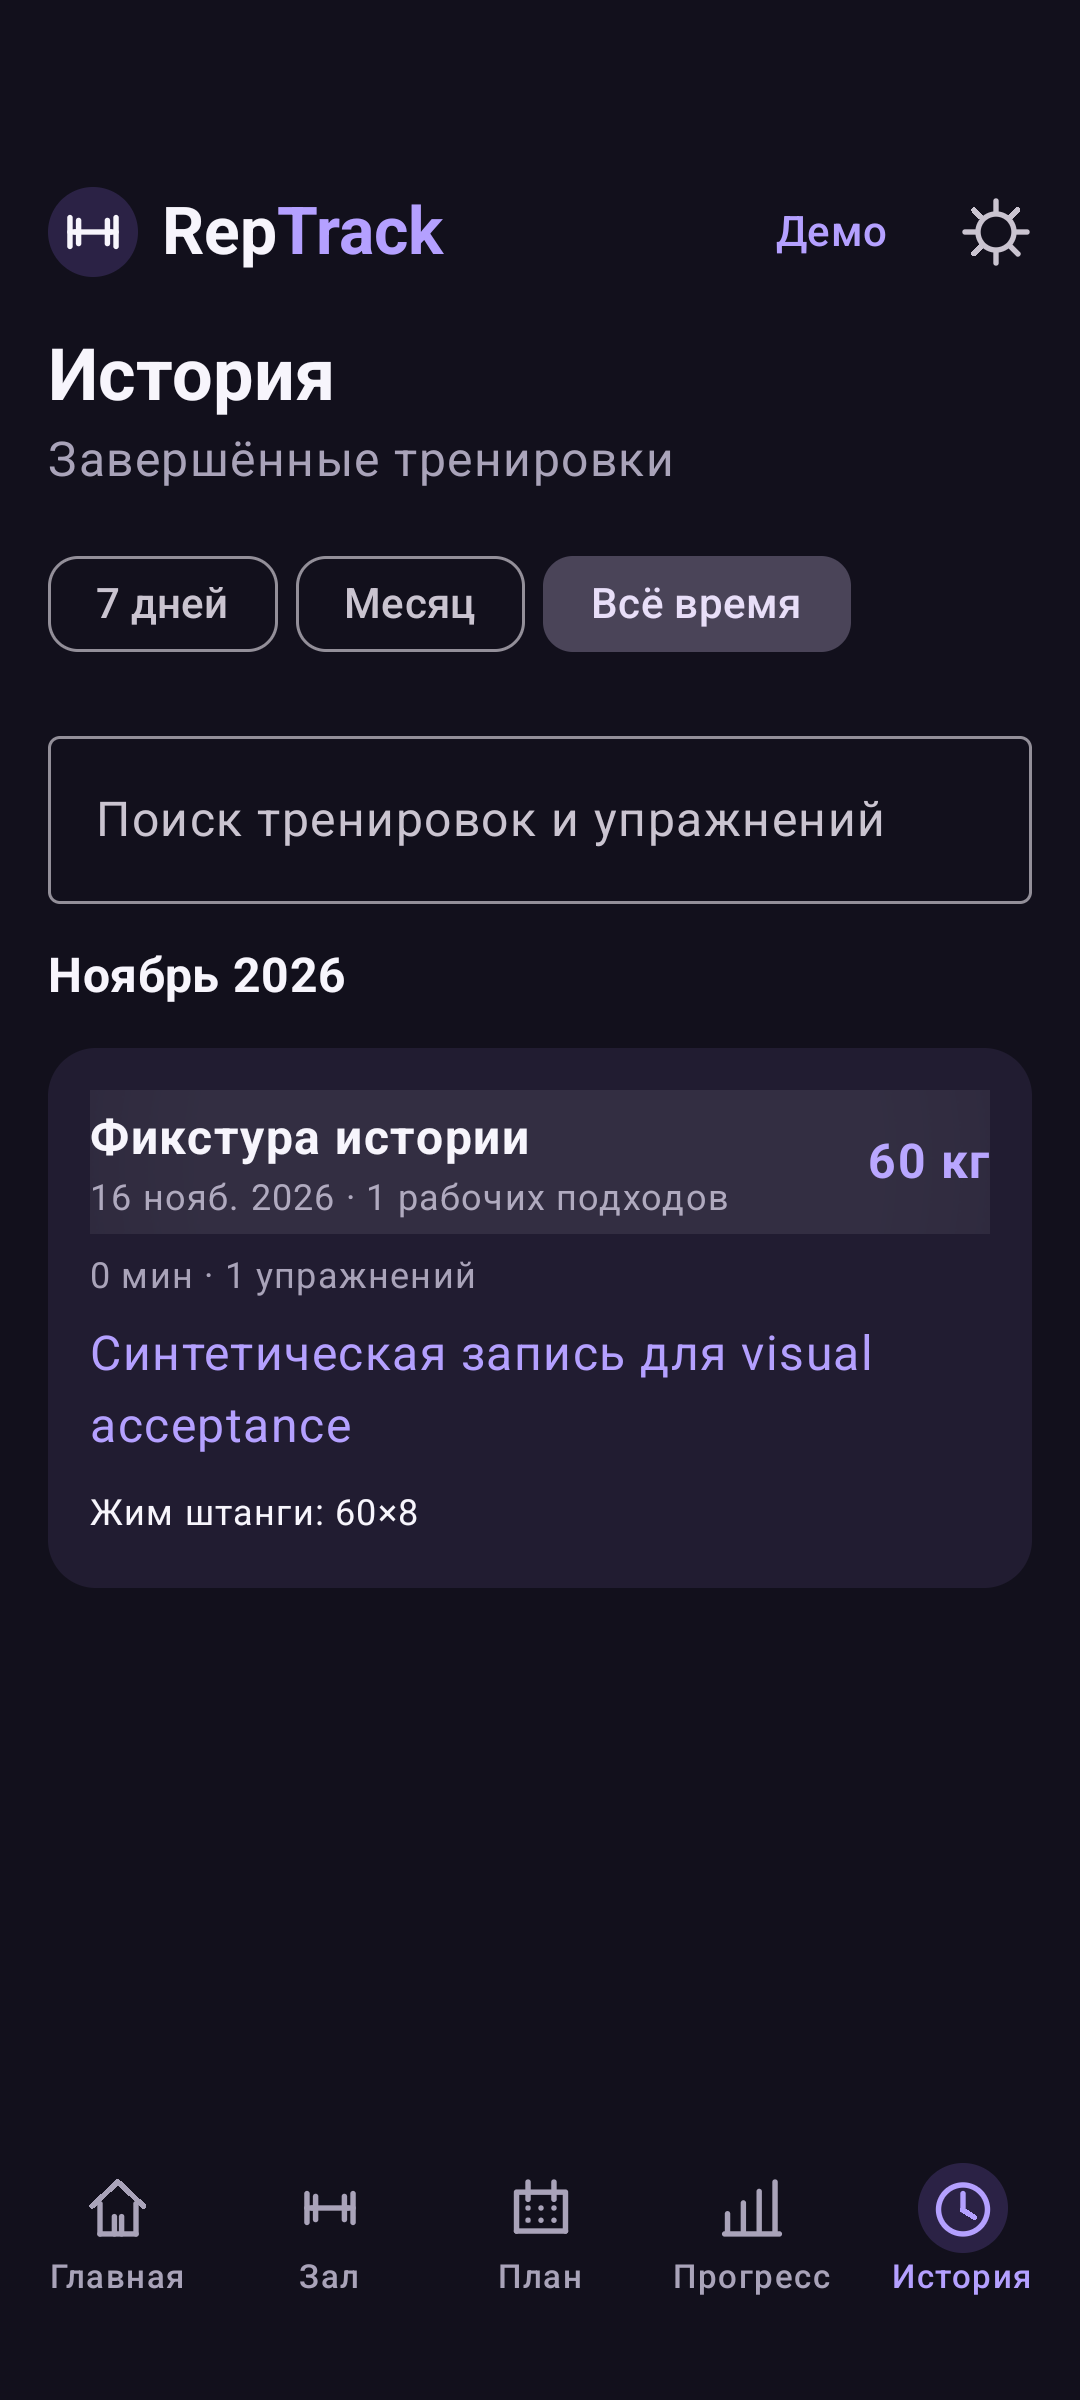 RepTrack
Демо
История
Завершённые тренировки
7 дней
Месяц
Всё время
Поиск тренировок и упражнений
Ноябрь 2026
Фикстура истории
60 кг
16 нояб. 2026 · 1 рабочих подходов
0 мин · 1 упражнений
Синтетическая запись для visual
acceptance
Жим штанги: 60×8
Главная
Зал
План
Прогресс
История